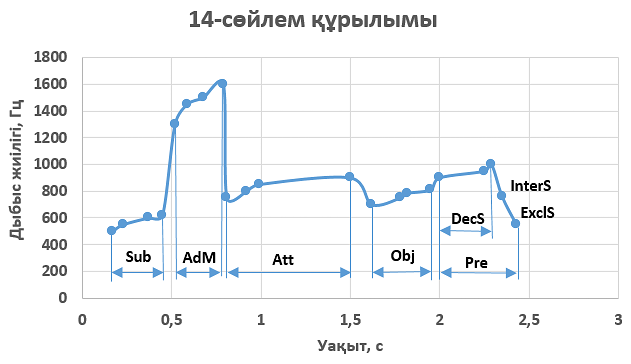 14-сөйлем құрылымы
Дыбыс жиілігі, Гц
1800
1600
1400
1200
1000
800
600
400
200
0
InterS
ExclS
DecS
Sub
AdM
Att
Obj
Pre
0
0,5
1
1,5
2
2,5
3
Уақыт, с